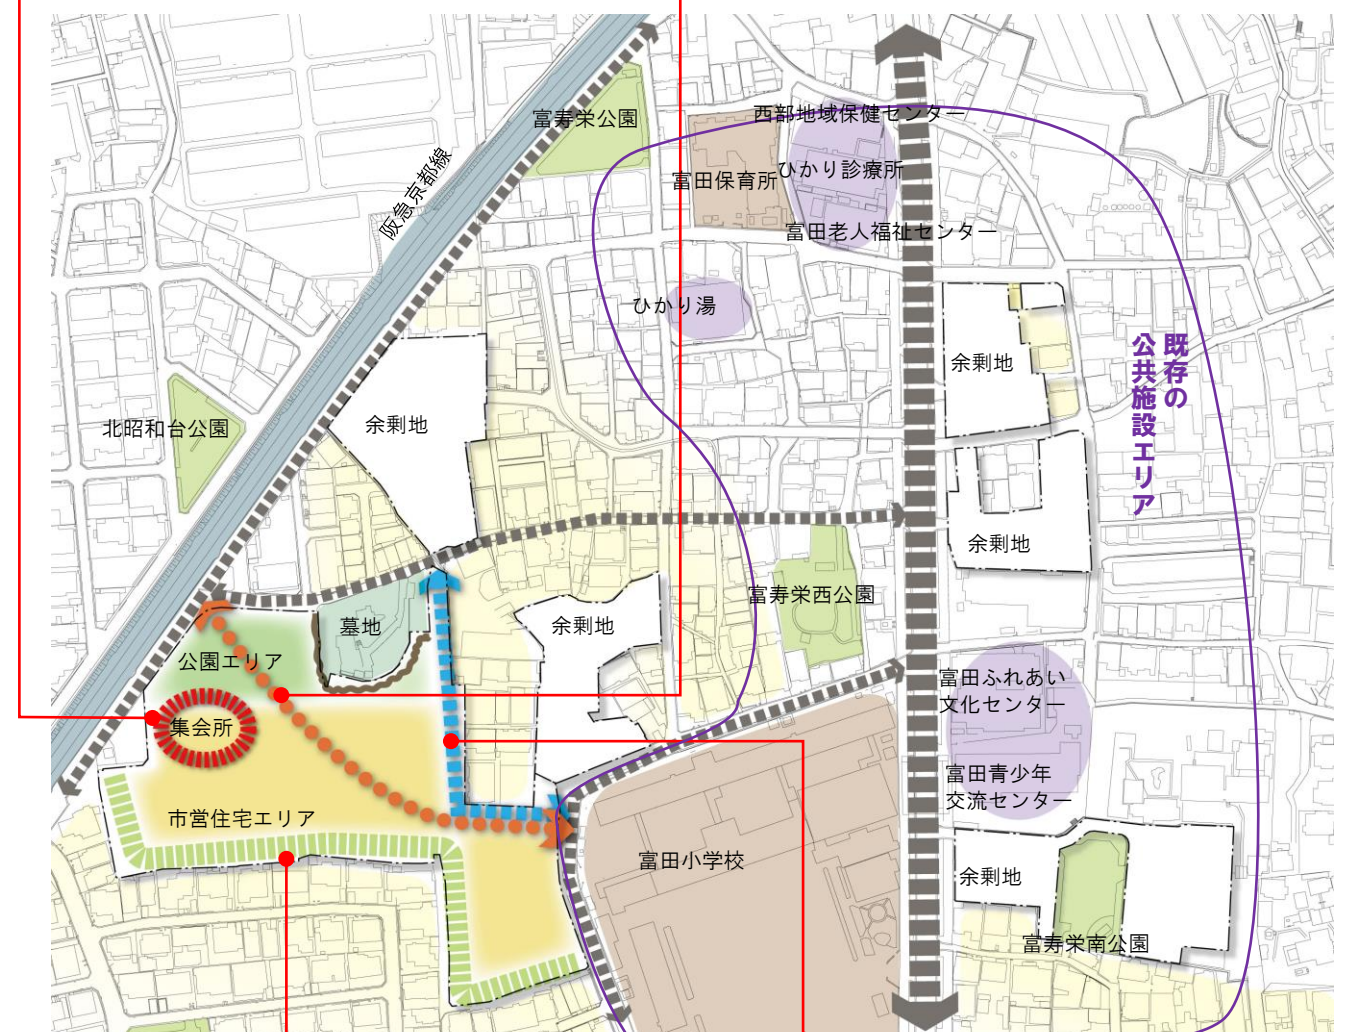 富寿栄公園
西部地域保健センター
ひかり診療所
富田保育所
阪急京都線
富田老人福祉センター
ひかり湯
既存の
公共施設エリア
余剰地
余剰地
北昭和台公園
余剰地
富寿栄西公園
墓地
余剰地
公園エリア
富田ふれあい
文化センター
集会所
富田青少年
交流センター
市営住宅エリア
富田小学校
余剰地
富寿栄南公園